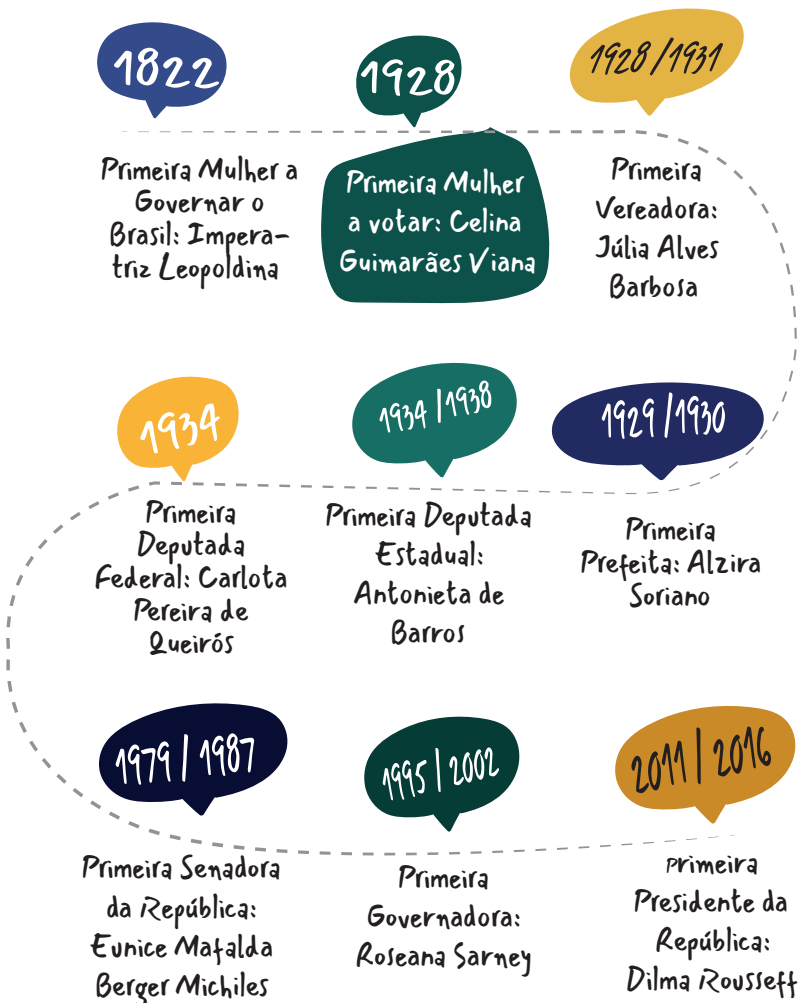 1822
Primeira Mulher a
Governar o
Brasil: Impera-
triz Leopoldina
1928
Primeira Mulher
a votar: Celina
Guimarães Viana
1928/1931
Primeira
Vereadora:
Júlia Alves
Barbosa
1929/1930
Primeira
Prefeita: Alzira
Soriano
1934/1938
Primeira Deputada
Estadual:
Antonieta de
Barros
1934
Primeira
Deputada
Federal: Carlota
Pereira de
Queirós
1979/1987
Primeira Senadora
da República:
Eunice Mafalda
Berger Michiles
1995/2002
Primeira
Governadora:
Roseana Sarney
2011/2016
Primeira
Presidente da
República:
Dilma Rousseff